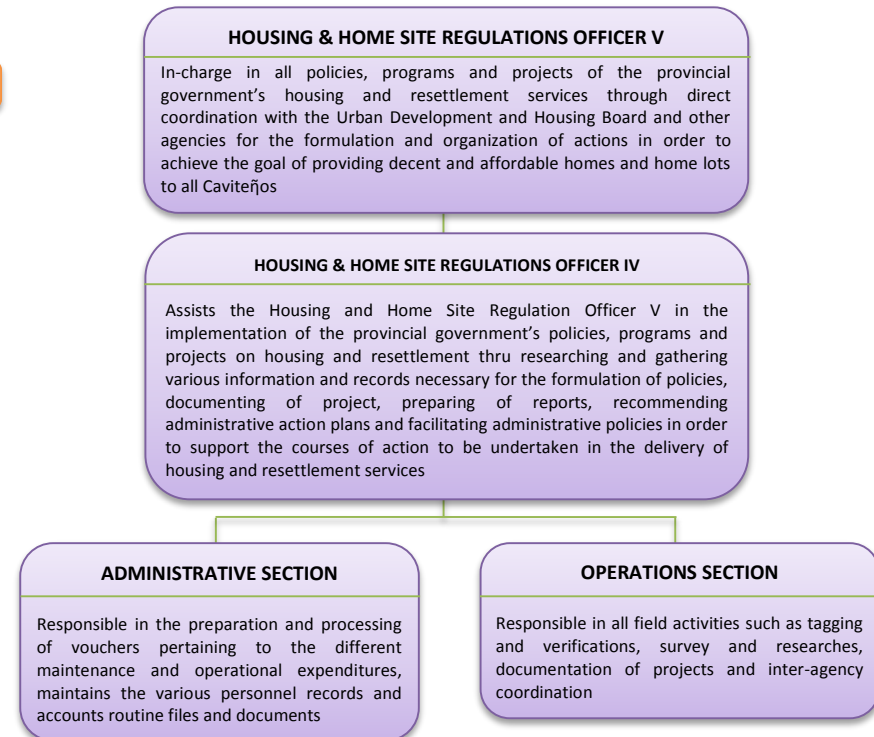 HOUSING & HOME SITE REGULATIONS OFFICER V
In-charge in all policies, programs and projects of the provincial
government’s housing and resettlement services through direct
coordination with the Urban Development and Housing Board and other
agencies for the formulation and organization of actions in order to
achieve the goal of providing decent and affordable homes and home lots
to all Caviteños
HOUSING & HOME SITE REGULATIONS OFFICER IV
Assists the Housing and Home Site Regulation Officer V in the
implementation of the provincial government’s policies, programs and
projects on housing and resettlement thru researching and gathering
various information and records necessary for the formulation of policies,
documenting of project, preparing of reports, recommending
administrative action plans and facilitating administrative policies in order
to support the courses of action to be undertaken in the delivery of
housing and resettlement services
ADMINISTRATIVE SECTION
Responsible in the preparation and processing
of vouchers pertaining to the different
maintenance and operational expenditures,
maintains the various personnel records and
accounts routine files and documents
OPERATIONS SECTION
Responsible in all field activities such as tagging
and verifications, survey and researches,
documentation of projects and inter-agency
coordination